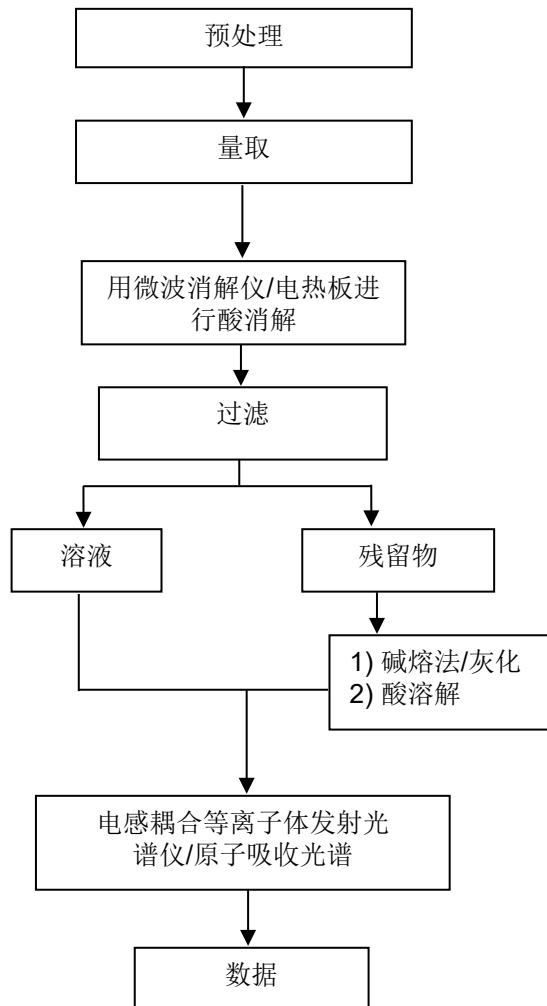 预处理
量取
用微波消解仪/电热板进
行酸消解
过滤
溶液
残留物
1) 碱熔法/灰化
2) 酸溶解
电感耦合等离子体发射光
谱仪/原子吸收光谱
数据